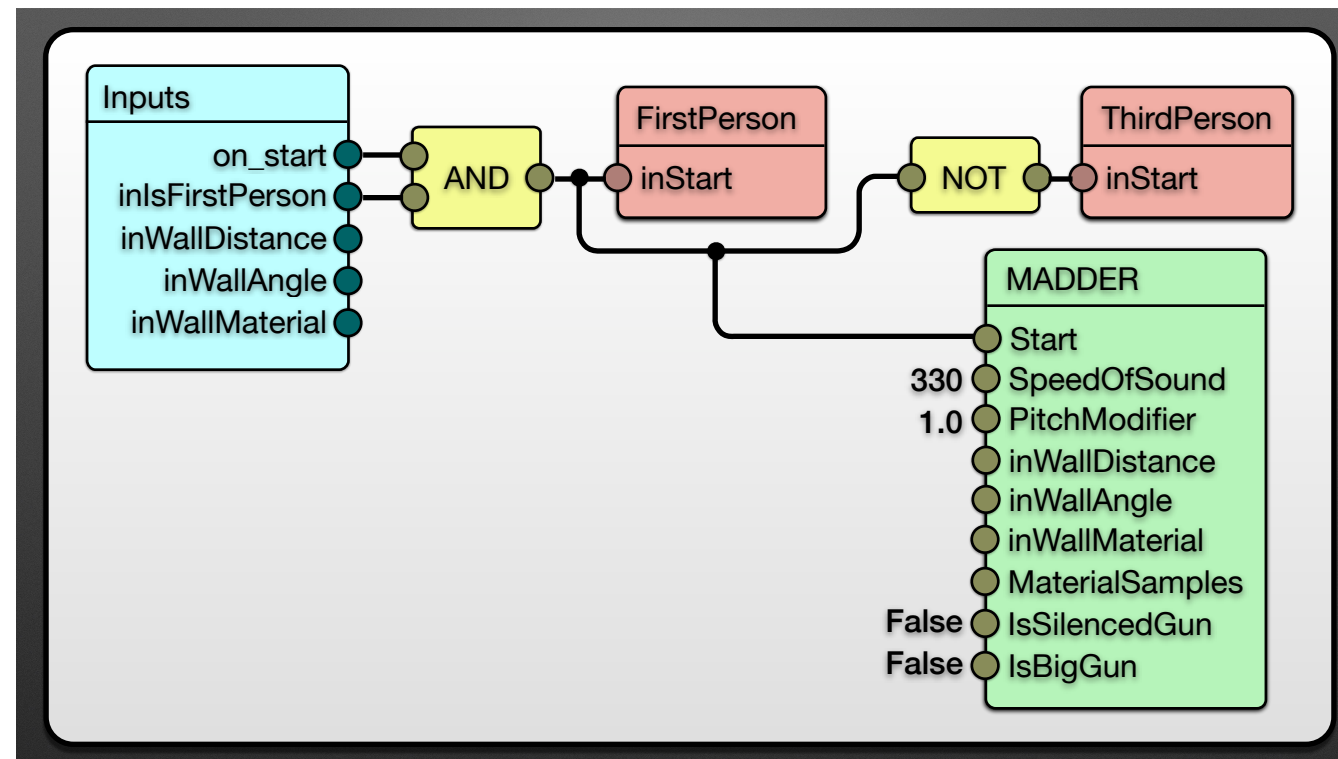 Inputs
on_start
inIsFirstPerson
inWallDistance
inWallAngle
inWallMaterial
AND
FirstPerson
inStart
NOT
ThirdPerson
inStart
MADDER
Start
330 SpeedOfSound
1.0 PitchModifier
inWallDistance
inWallAngle
inWallMaterial
MaterialSamples
False IsSilencedGun
False IsBigGun